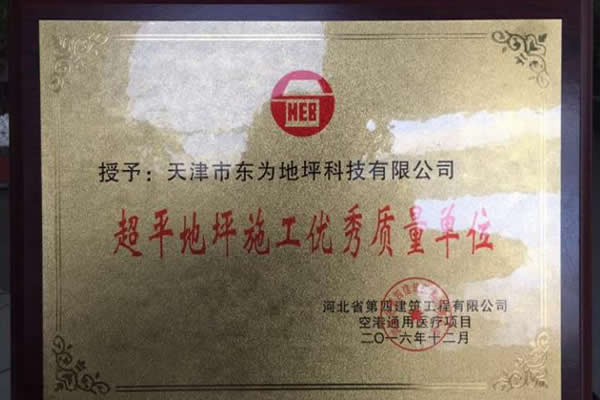 HEB
授予：天津市东为地坪科技有限公司
超平地坪施工优秀质量单位
河北省第四建筑工程有限公司
空港通用医疗项目
二〇一六年十二月